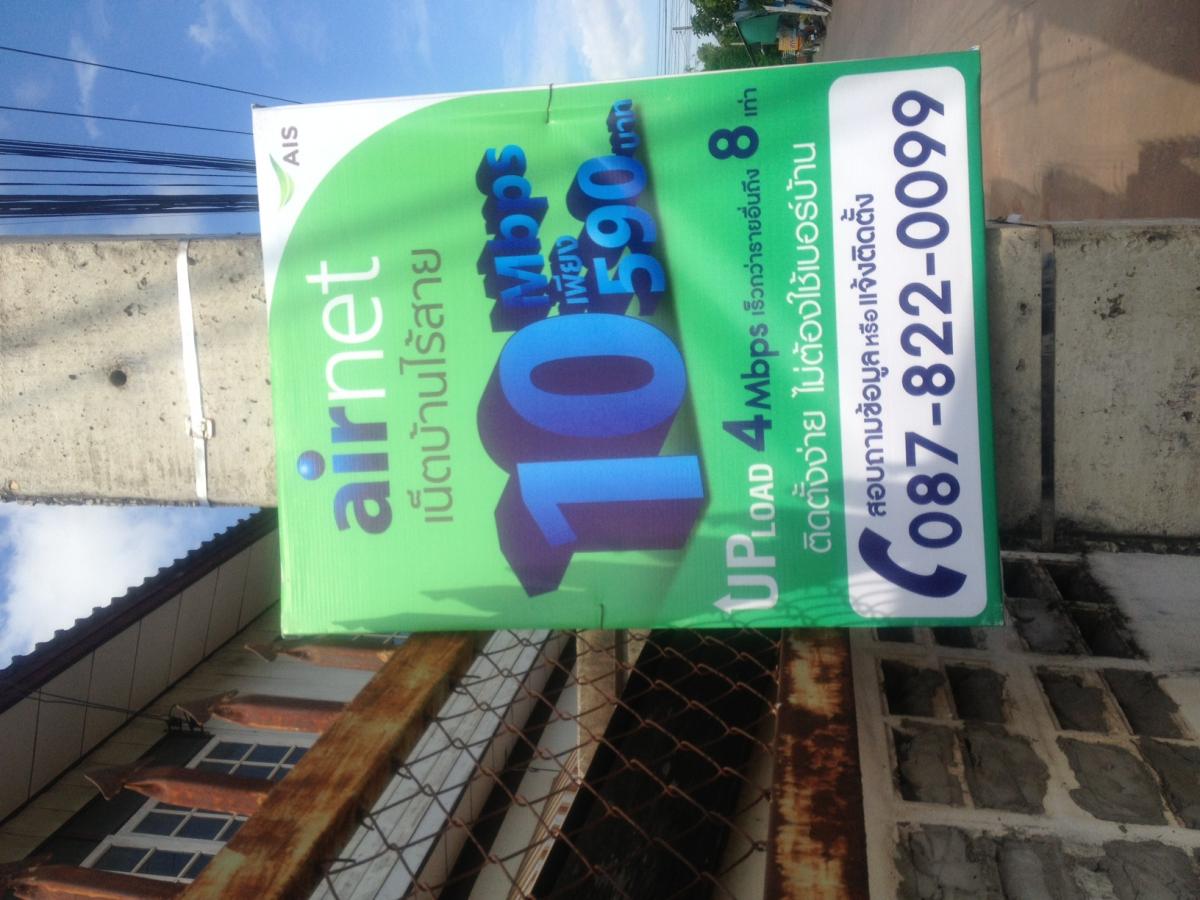 AIS
airnet
เน็ตบ้านไร้สาย
10 Mbps
เพียง
590 บาท
UPLOAD 4 Mbps เร็วกว่ารายอื่นถึง 8 เท่า
ติดตั้งง่าย ไม่ต้องใช้เบอร์บ้าน
สอบถามข้อมูลหรือแจ้งติดตั้ง
087-822-0099